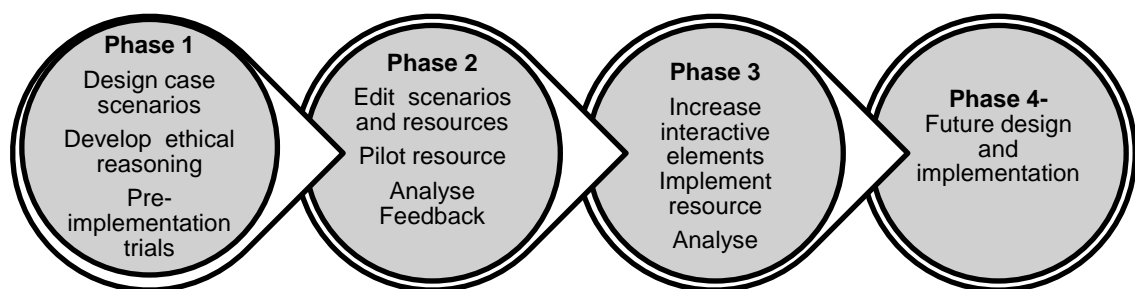 Phase 1
Design case
scenarios
Develop ethical
reasoning
Pre-
implementation
trials
Phase 2
Edit scenarios
and resources
Pilot resource
Analyse
Feedback
Phase 3
Increase
interactive
elements
Implement
resource
Analyse
Phase 4-
Future design
and
implementation